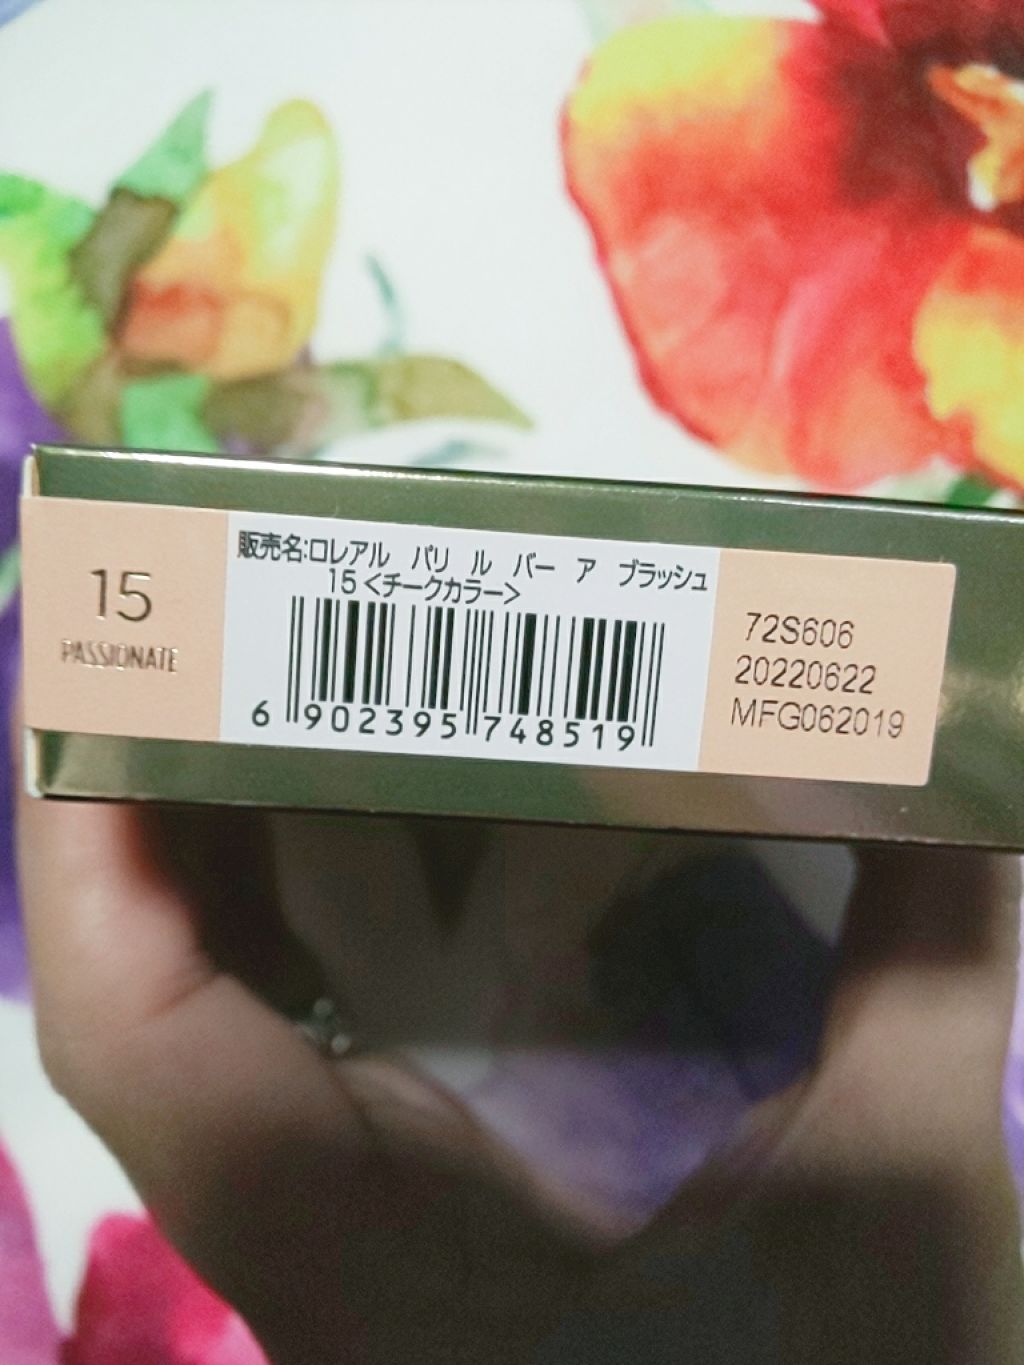 15
PASSIONATE
販売名:ロレアル パリ ル バー ア ブラッシュ
15<チークカラー>
6 902395 748519
72S606
20220622
MFG062019